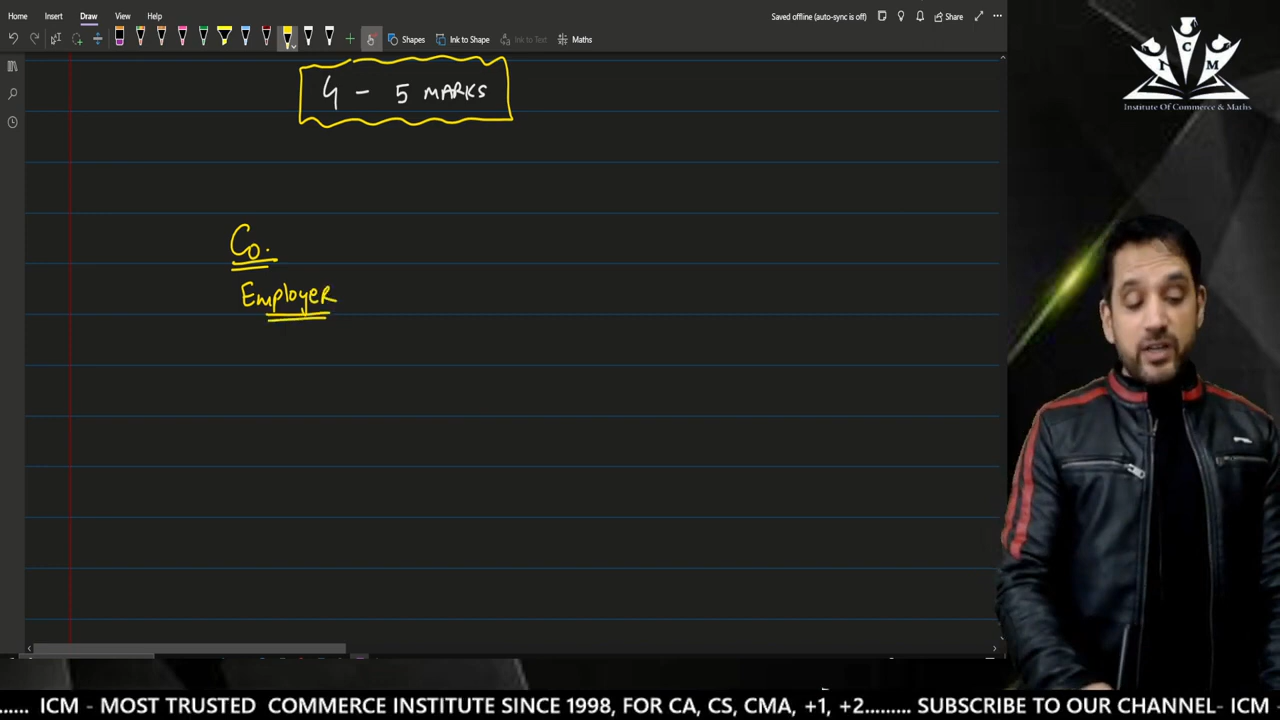 Home Insert Draw View Help
Saved offline (auto-sync is off) Share
Shapes Ink to Shape Ink to Text Maths
4 - 5 MARKS
Co.
Employer
I C M
Institute Of Commerce & Maths
...... ICM - MOST TRUSTED COMMERCE INSTITUTE SINCE 1998, FOR CA, CS, CMA, +1, +2......... SUBSCRIBE TO OUR CHANNEL- ICM -